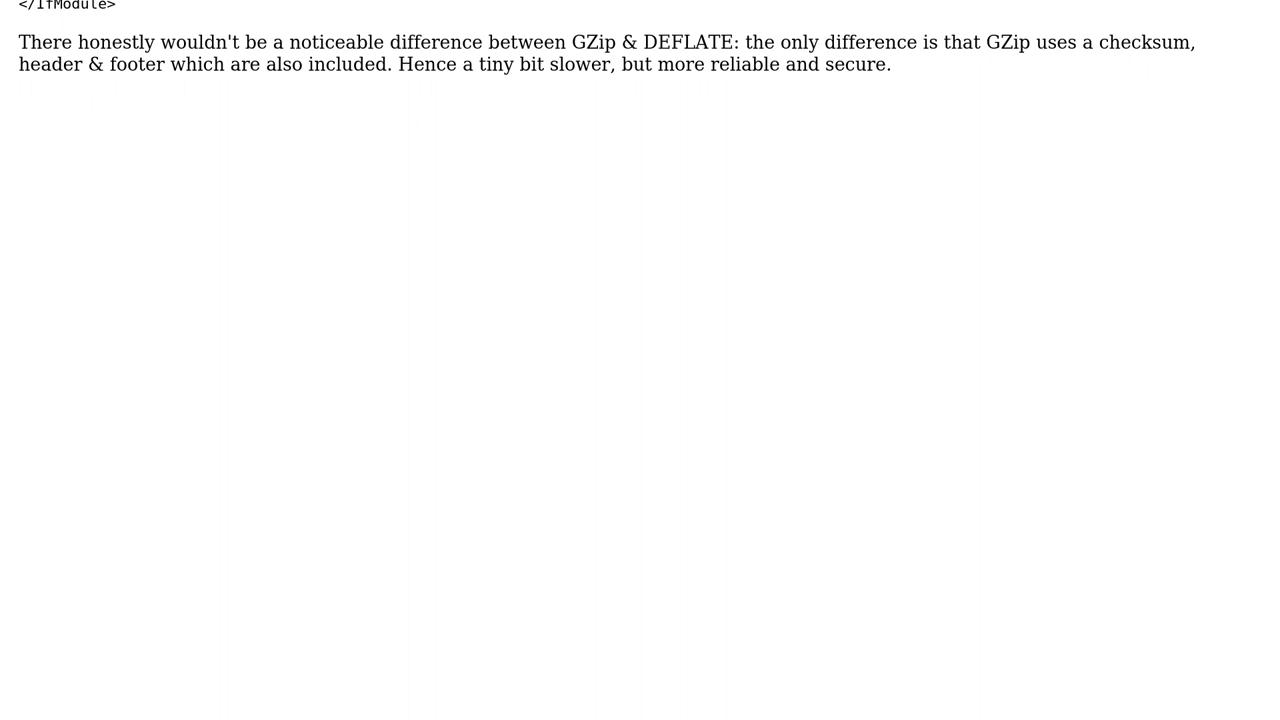 </IfModule>
There honestly wouldn't be a noticeable difference between GZip & DEFLATE: the only difference is that GZip uses a checksum,
header & footer which are also included. Hence a tiny bit slower, but more reliable and secure.